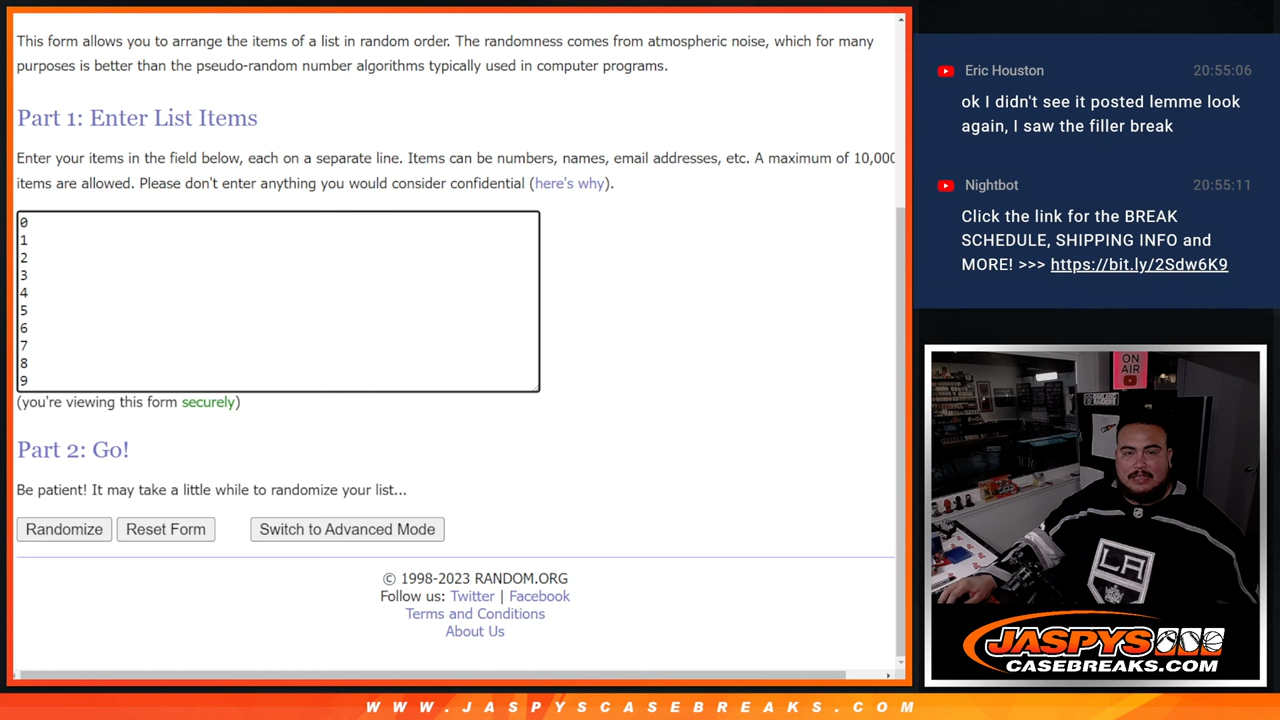 This form allows you to arrange the items of a list in random order. The randomness comes from atmospheric noise, which for many
purposes is better than the pseudo-random number algorithms typically used in computer programs.
Part 1: Enter List Items
Enter your items in the field below, each on a separate line. Items can be numbers, names, email addresses, etc. A maximum of 10,000
items are allowed. Please don't enter anything you would consider confidential (here's why).
0
1
2
3
4
5
6
7
8
9
(you're viewing this form securely)
Part 2: Go!
Be patient! It may take a little while to randomize your list...
Randomize Reset Form Switch to Advanced Mode
© 1998-2023 RANDOM.ORG
Follow us: Twitter | Facebook
Terms and Conditions
About Us
Eric Houston 20:55:06
ok I didn't see it posted lemme look
again, I saw the filler break
Nightbot 20:55:11
Click the link for the BREAK
SCHEDULE, SHIPPING INFO and
MORE! >>> https://bit.ly/2Sdw6K9
ON
AIR
LA
JASPYS
CASEBREAKS.COM
WWW.JASPYSCASEBREAKS.COM